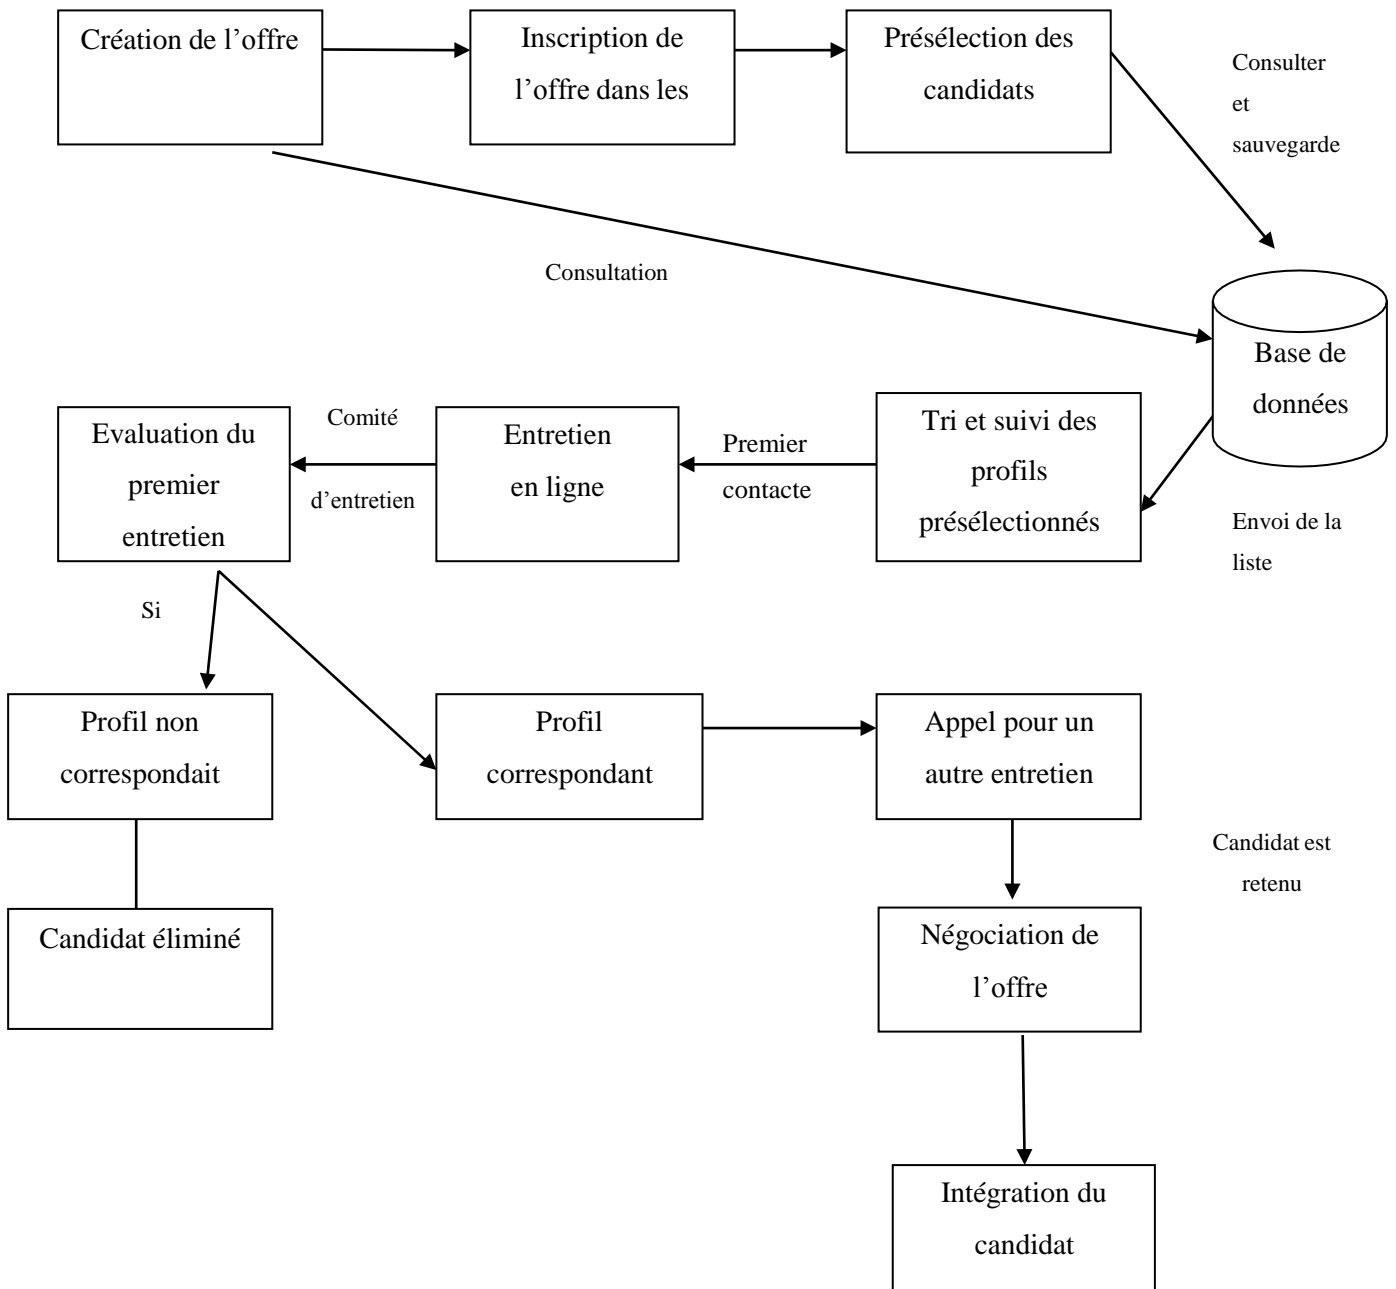 Création de l’offre
Inscription de
l’offre dans les
Présélection des
candidats
Consulter
et
sauvegarde
Consultation
Base de
données
Evaluation du
premier
entretien
Comité
d’entretien
Entretien
en ligne
Premier
contacte
Tri et suivi des
profils
présélectionnés
Envoi de la
liste
Si
Profil non
correspondait
Profil
correspondant
Appel pour un
autre entretien
Candidat est
retenu
Candidat éliminé
Négociation de
l’offre
Intégration du
candidat